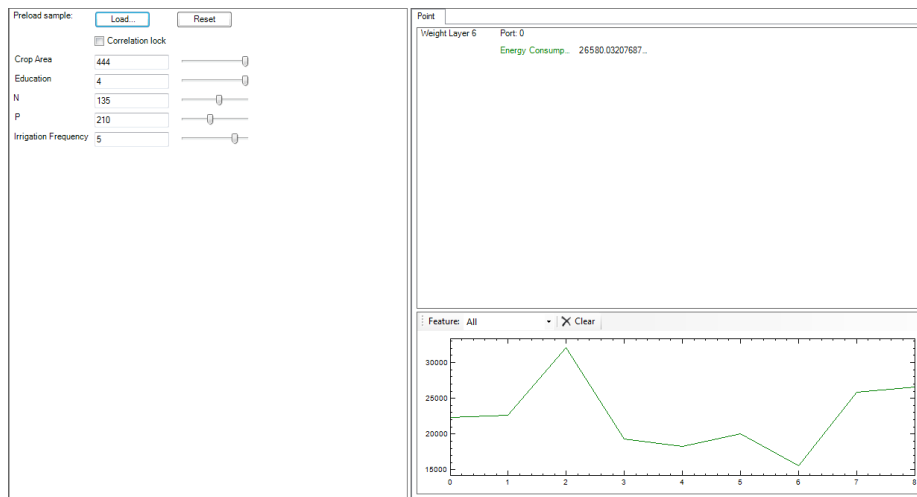 Preload sample: Load... Reset
Correlation lock
Crop Area 444
Education 4
N 135
P 210
Irrigation Frequency 5
Point
Weight Layer 6 Port: 0
Energy Consump... 26580.03207687...
Feature: All Clear
30000
25000
20000
15000
0 1 2 3 4 5 6 7 8